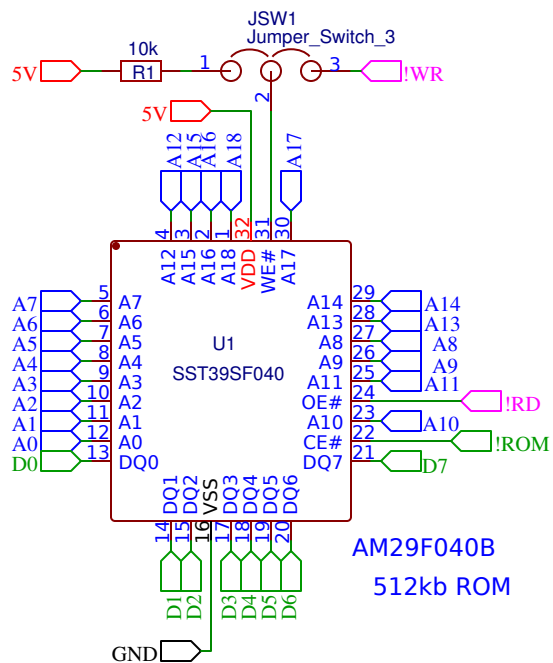 JSW1
Jumper_Switch_3
10k
5V
R1
1
2
3
!WR
5V
A12
A15
A16
A18
A17
4
3
2
1
32
31
30
A12
A15
A16
A18
VDD
WE#
A17
A7 5 A7
A6 6 A6
A5 7 A5
A4 8 A4
A3 9 A3
A2 10 A2
A1 11 A1
A0 12 A0
D0 13 DQ0
U1
SST39SF040
A14 29 A14
A13 28 A13
A8 27 A8
A9 26 A9
A11 25 A11
OE# 24 !RD
A10 23 A10
CE# 22 !ROM
DQ7 21 D7
DQ1
DQ2
VSS
DQ3
DQ4
DQ5
DQ6
14
15
16
17
18
19
20
D1
D2
D3
D4
D5
D6
GND
AM29F040B
512kb ROM